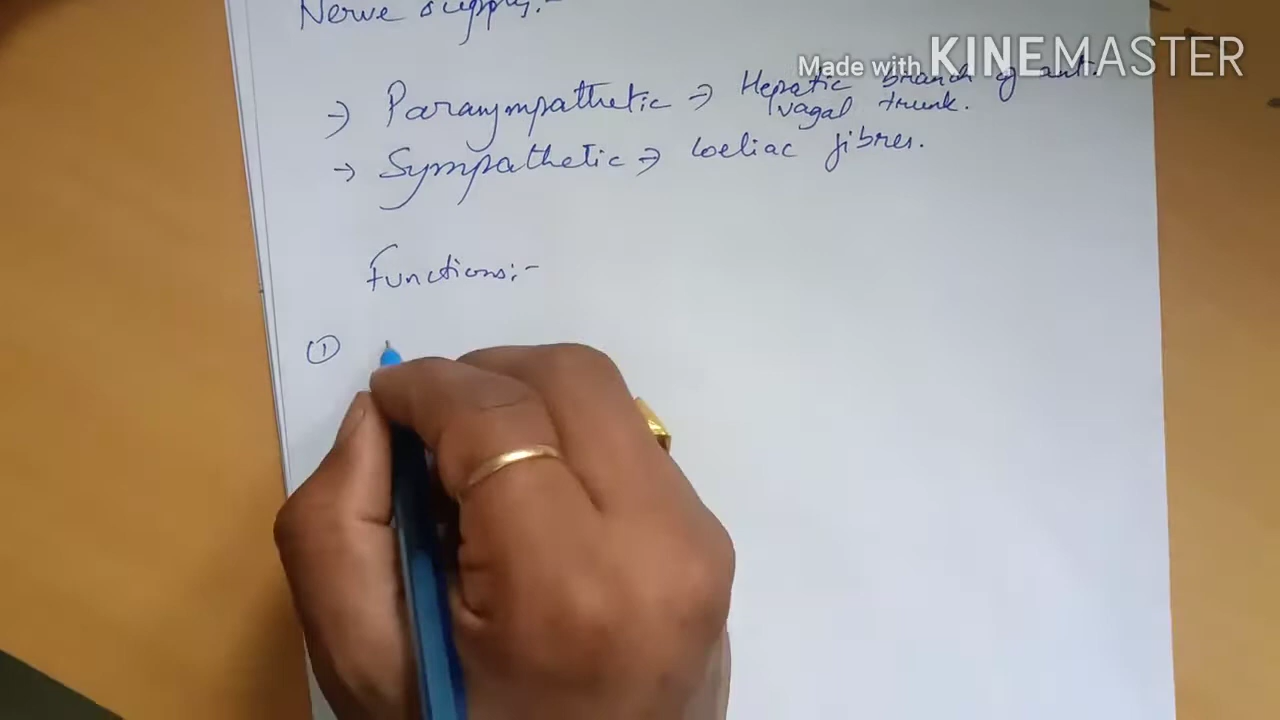 Nerve supply:-
Made with KINEMASTER
→ Parasympathetic → Hepatic branch of ant.
vagal trunk.
→ Sympathetic → Coeliac fibres.
Functions:-
①